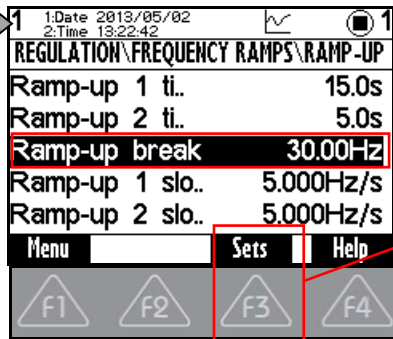 1 1:Date 2013/05/02 1
2:Time 13:22:42
REGULATION\FREQUENCY RAMPS\RAMP-UP
Ramp-up 1 ti.. 15.0s
Ramp-up 2 ti.. 5.0s
Ramp-up break 30.00Hz
Ramp-up 1 slo.. 5.000Hz/s
Ramp-up 2 slo.. 5.000Hz/s
Menu Sets Help
F1 F2 F3 F4